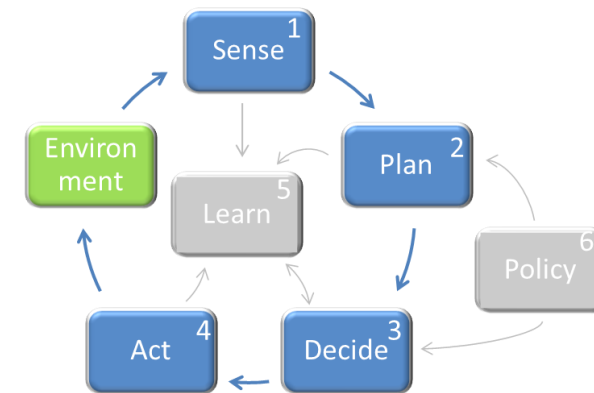 Sense 1
Environ
ment
Plan 2
Learn 5
Policy 6
Act 4
Decide 3